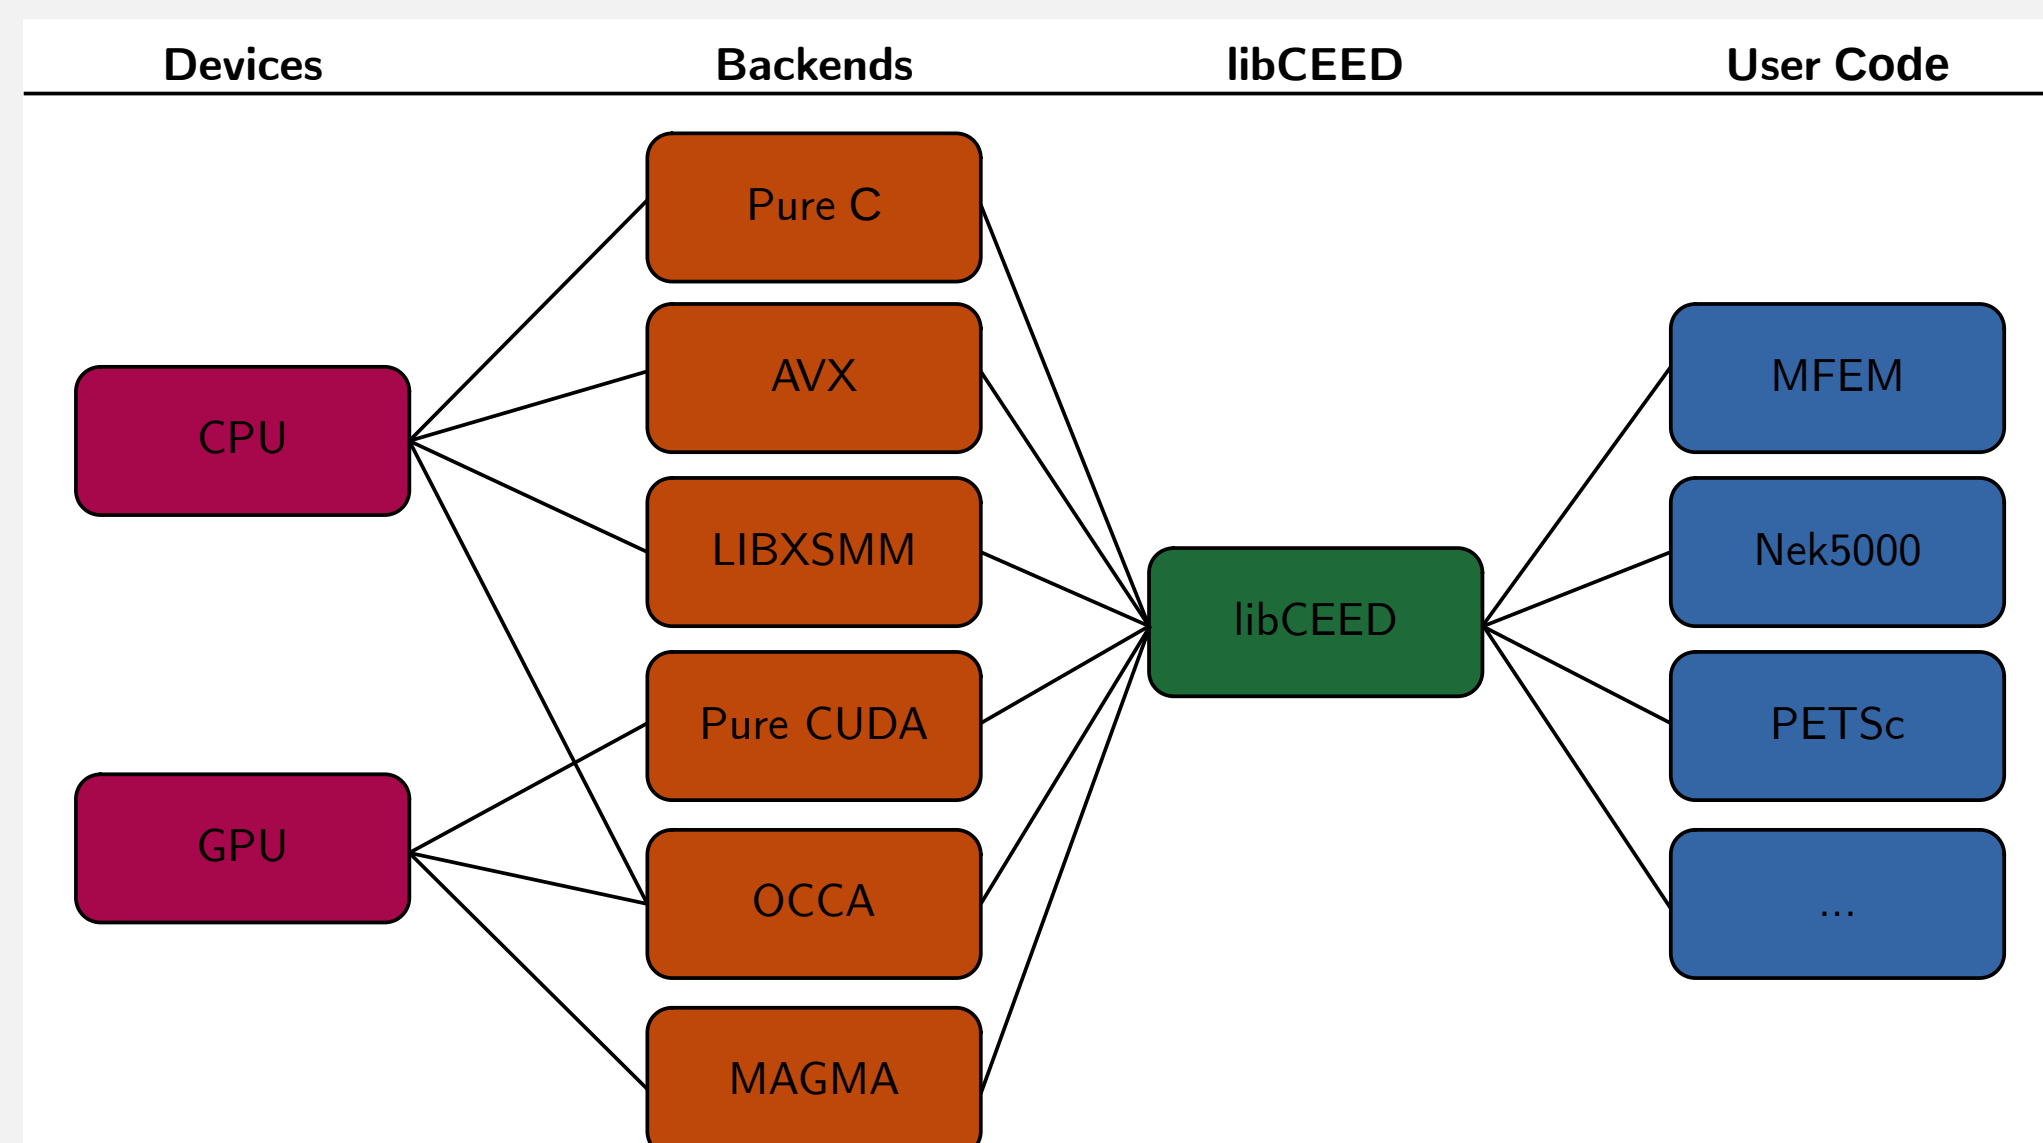 Devices Backends libCEED User Code
Pure C
AVX
MFEM
CPU
LIBXSMM
Nek5000
libCEED
Pure CUDA
PETSc
GPU
OCCA
...
MAGMA